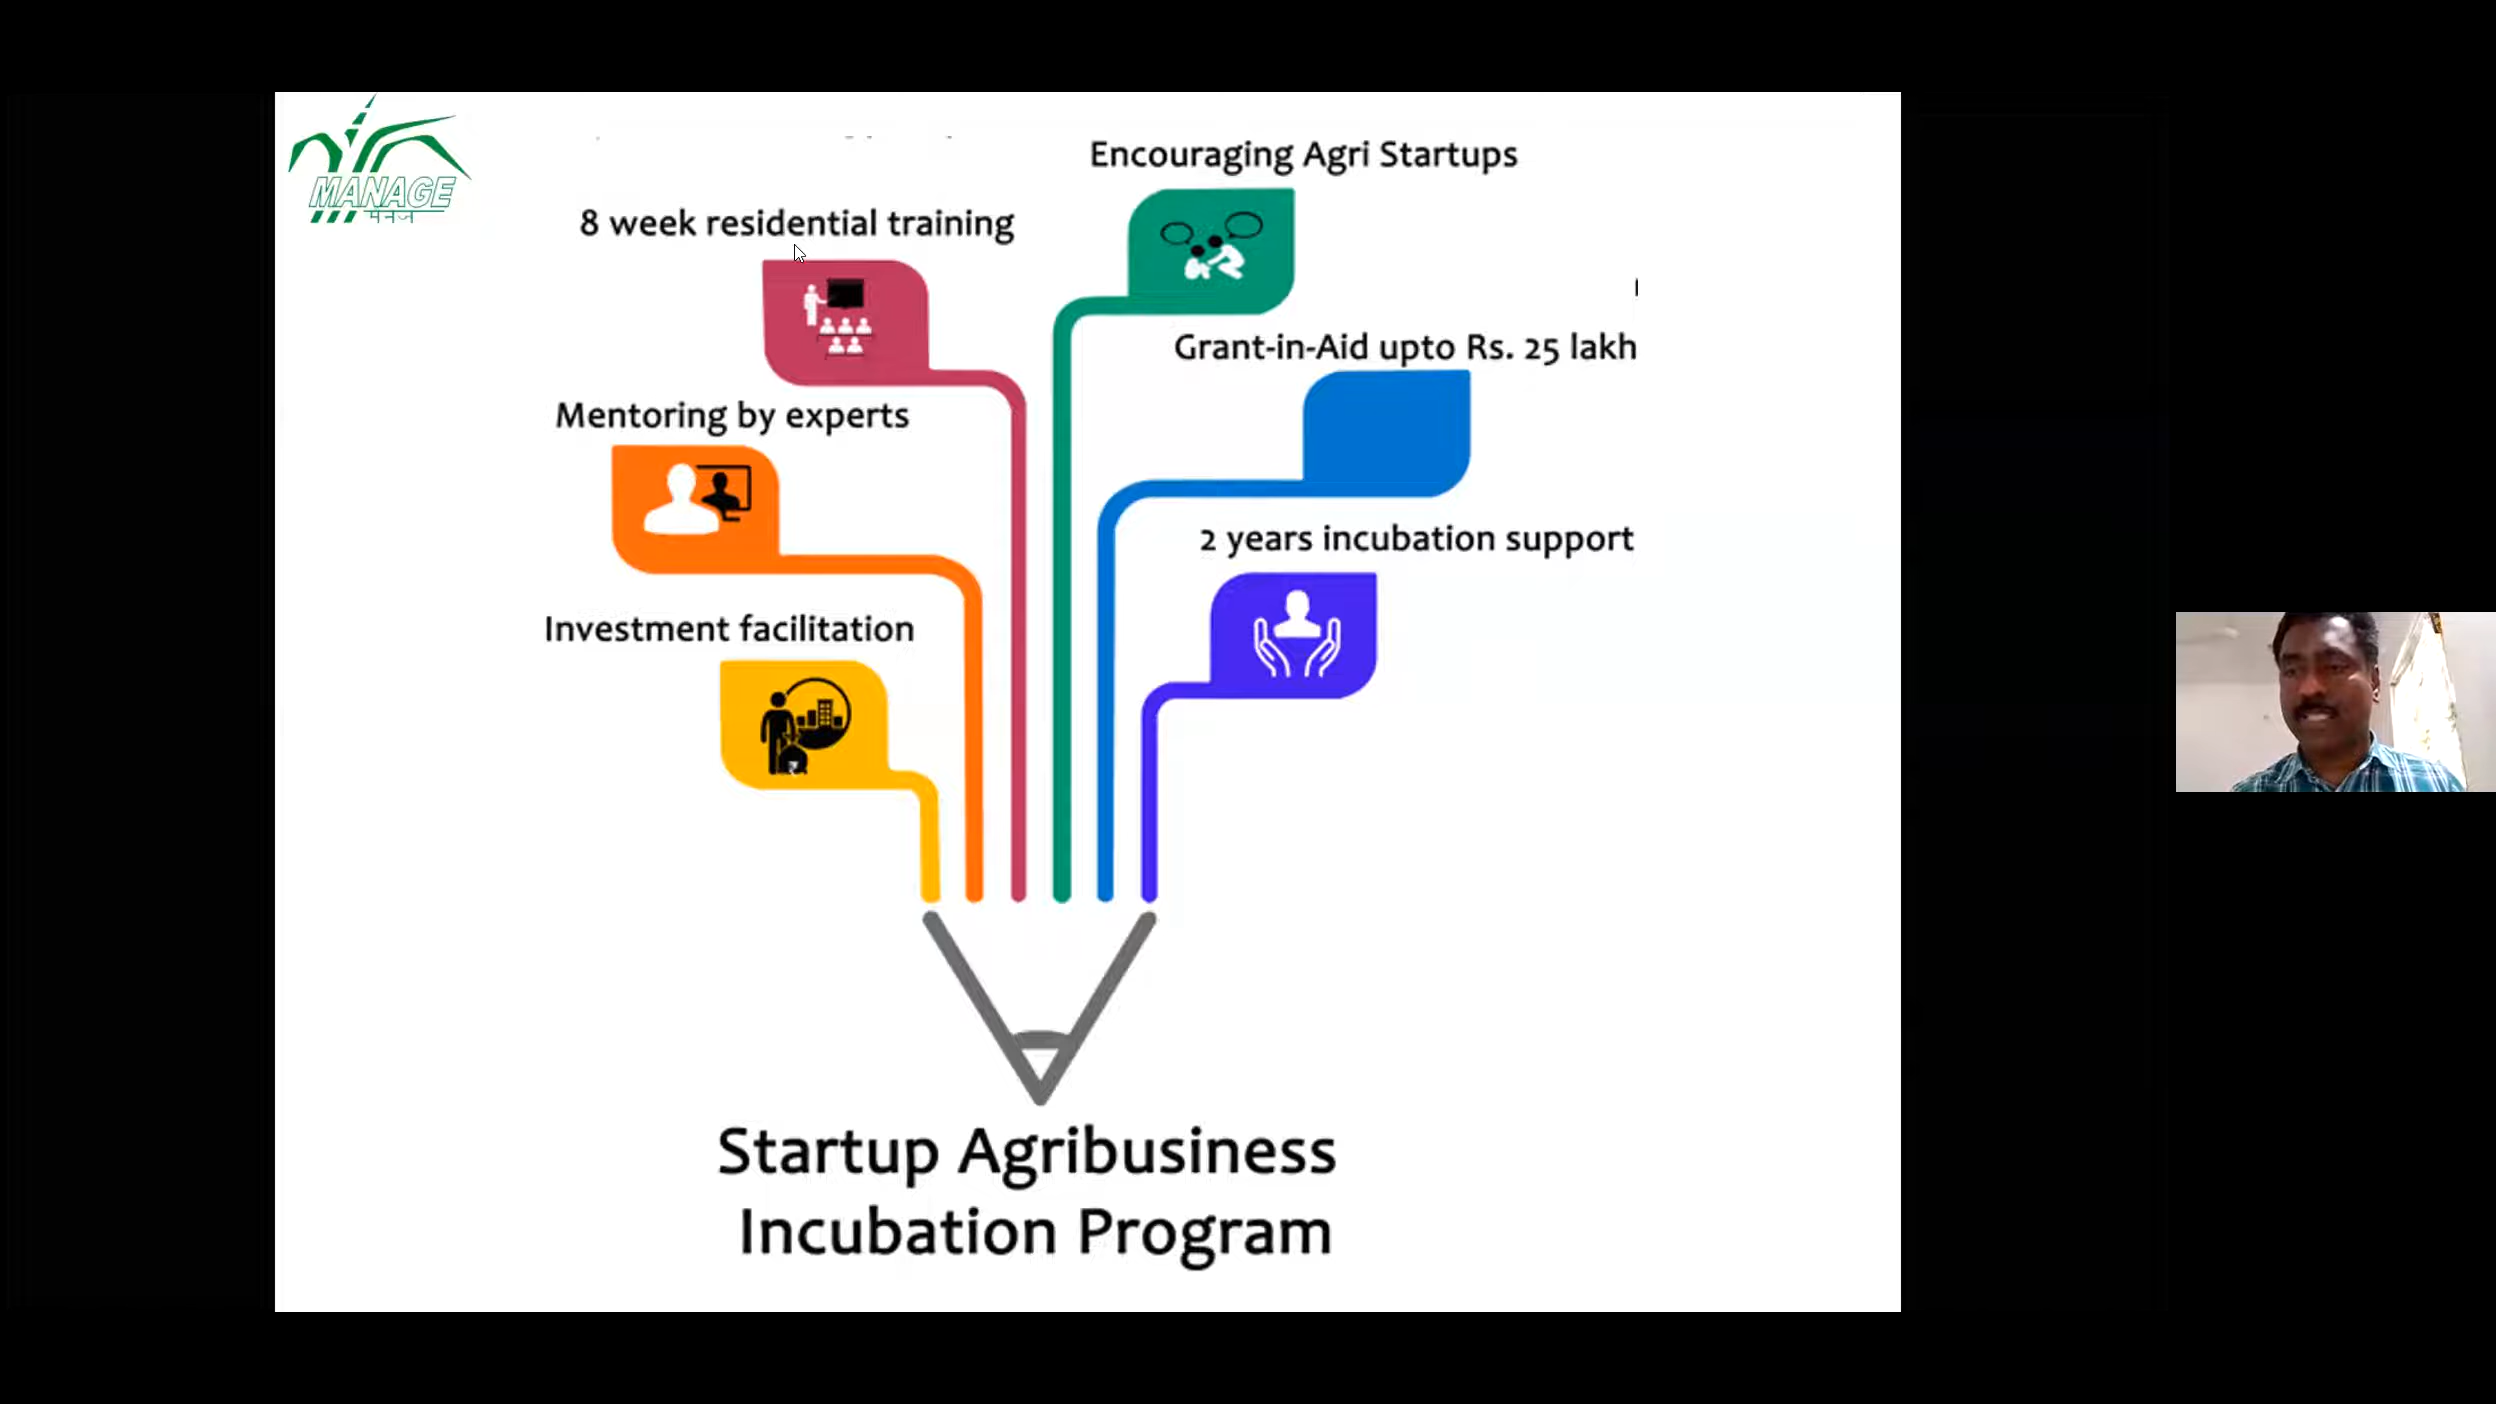 MANAGE
मैनेज
Encouraging Agri Startups
8 week residential training
Grant-in-Aid upto Rs. 25 lakh
Mentoring by experts
2 years incubation support
Investment facilitation
Startup Agribusiness
Incubation Program